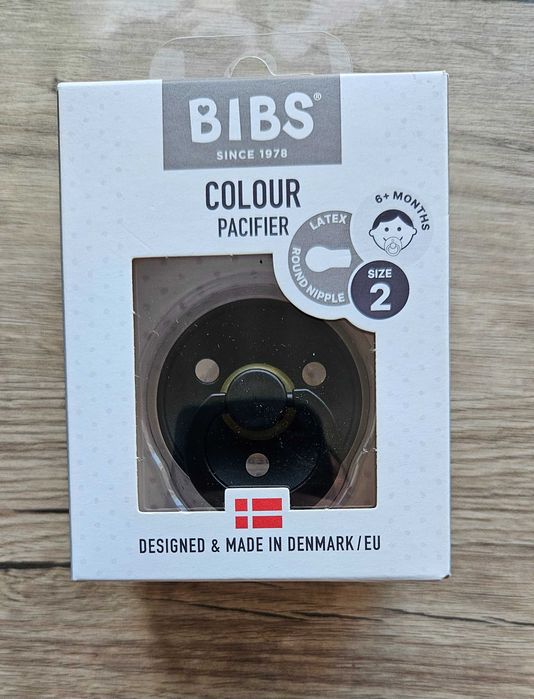 BIBS®
SINCE 1978
COLOUR
PACIFIER
LATEX
ROUND NIPPLE
6+ MONTHS
SIZE
2
DESIGNED & MADE IN DENMARK/EU